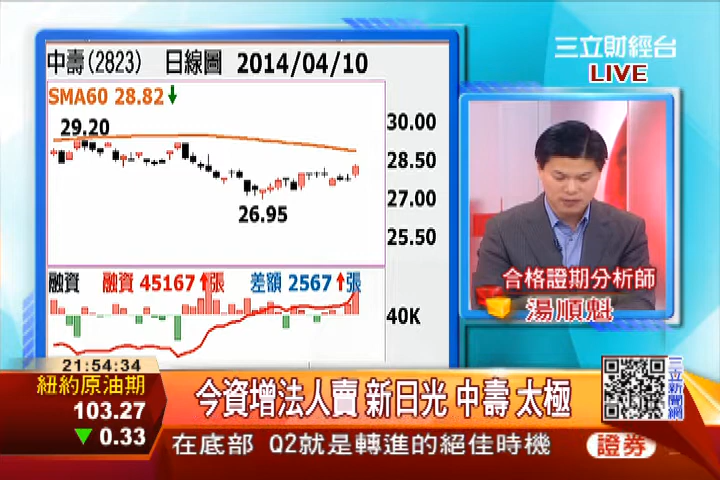 中壽(2823) 日線圖 2014/04/10
三立財經台
LIVE
SMA60 28.82↓
29.20
26.95
30.00
28.50
27.00
25.50
融資 融資 45167↑張 差額 2567↑張
40K
合格證期分析師
湯順魁
21:54:34
紐約原油期
103.27
▼0.33
今資增法人賣 新日光 中壽 太極
三立新聞網
在底部 Q2就是轉進的絕佳時機
證券